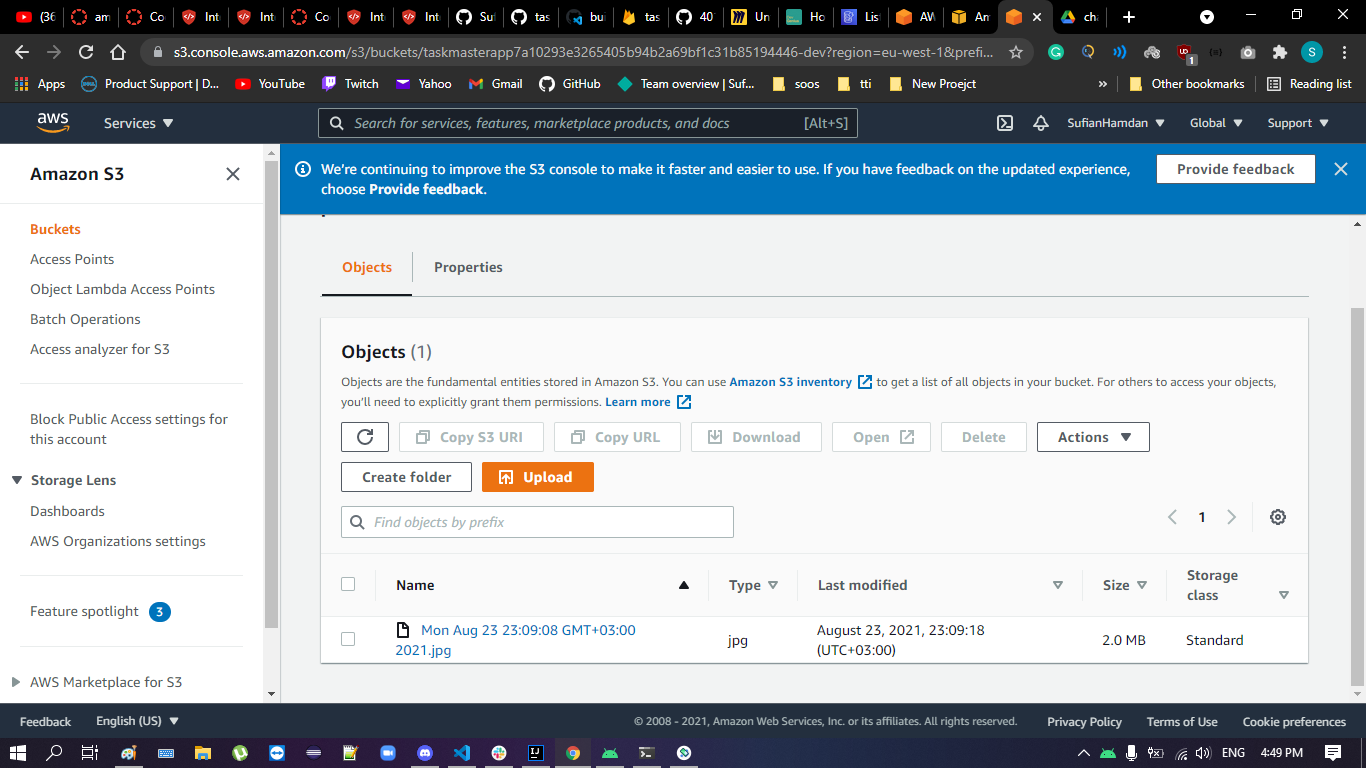 (36
am
Co
Inte
Inte
Co
Inte
Inte
Suf
tas
bui
tas
40
Un
Ho
List
AW
Am
cha
s3.console.aws.amazon.com/s3/buckets/taskmasterapp7a10293e3265405b94b2a69bf1c31b85194446-dev?region=eu-west-1&prefi...
S
1
Apps
Product Support | D...
YouTube
Twitch
Yahoo
Gmail
GitHub
Team overview | Suf...
soos
tti
New Proejct
»
Other bookmarks
Reading list
aws
Services
Search for services, features, marketplace products, and docs
[Alt+S]
SufianHamdan
Global
Support
Amazon S3
We're continuing to improve the S3 console to make it faster and easier to use. If you have feedback on the updated experience,
choose Provide feedback.
Provide feedback
Buckets
Access Points
Object Lambda Access Points
Batch Operations
Access analyzer for S3
Block Public Access settings for
this account
Storage Lens
Dashboards
AWS Organizations settings
Feature spotlight 3
AWS Marketplace for S3
Objects
Properties
Objects (1)
Objects are the fundamental entities stored in Amazon S3. You can use Amazon S3 inventory to get a list of all objects in your bucket. For others to access your objects,
you'll need to explicitly grant them permissions. Learn more
Copy S3 URI
Copy URL
Download
Open
Delete
Actions
Create folder
Upload
Find objects by prefix
1
Name
Type
Last modified
Size
Storage
class
Mon Aug 23 23:09:08 GMT+03:00
2021.jpg
jpg
August 23, 2021, 23:09:18
(UTC+03:00)
2.0 MB
Standard
Feedback
English (US)
© 2008 - 2021, Amazon Web Services, Inc. or its affiliates. All rights reserved.
Privacy Policy
Terms of Use
Cookie preferences
ENG
4:49 PM